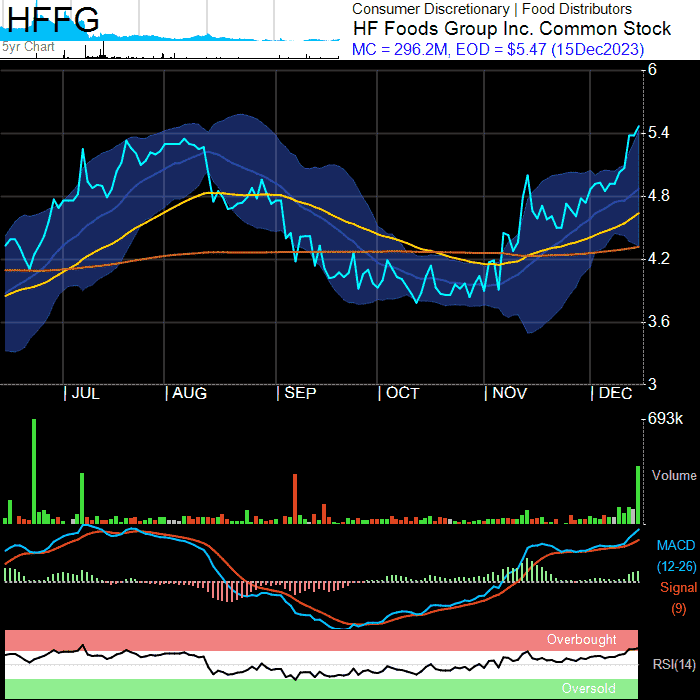 HFFG
5yr Chart
Consumer Discretionary | Food Distributors
HF Foods Group Inc. Common Stock
MC = 296.2M, EOD = $5.47 (15Dec2023)
6
5.4
4.8
4.2
3.6
3
JUL
AUG
SEP
OCT
NOV
DEC
693k
Volume
MACD
(12-26)
Signal
(9)
Overbought
RSI(14)
Oversold